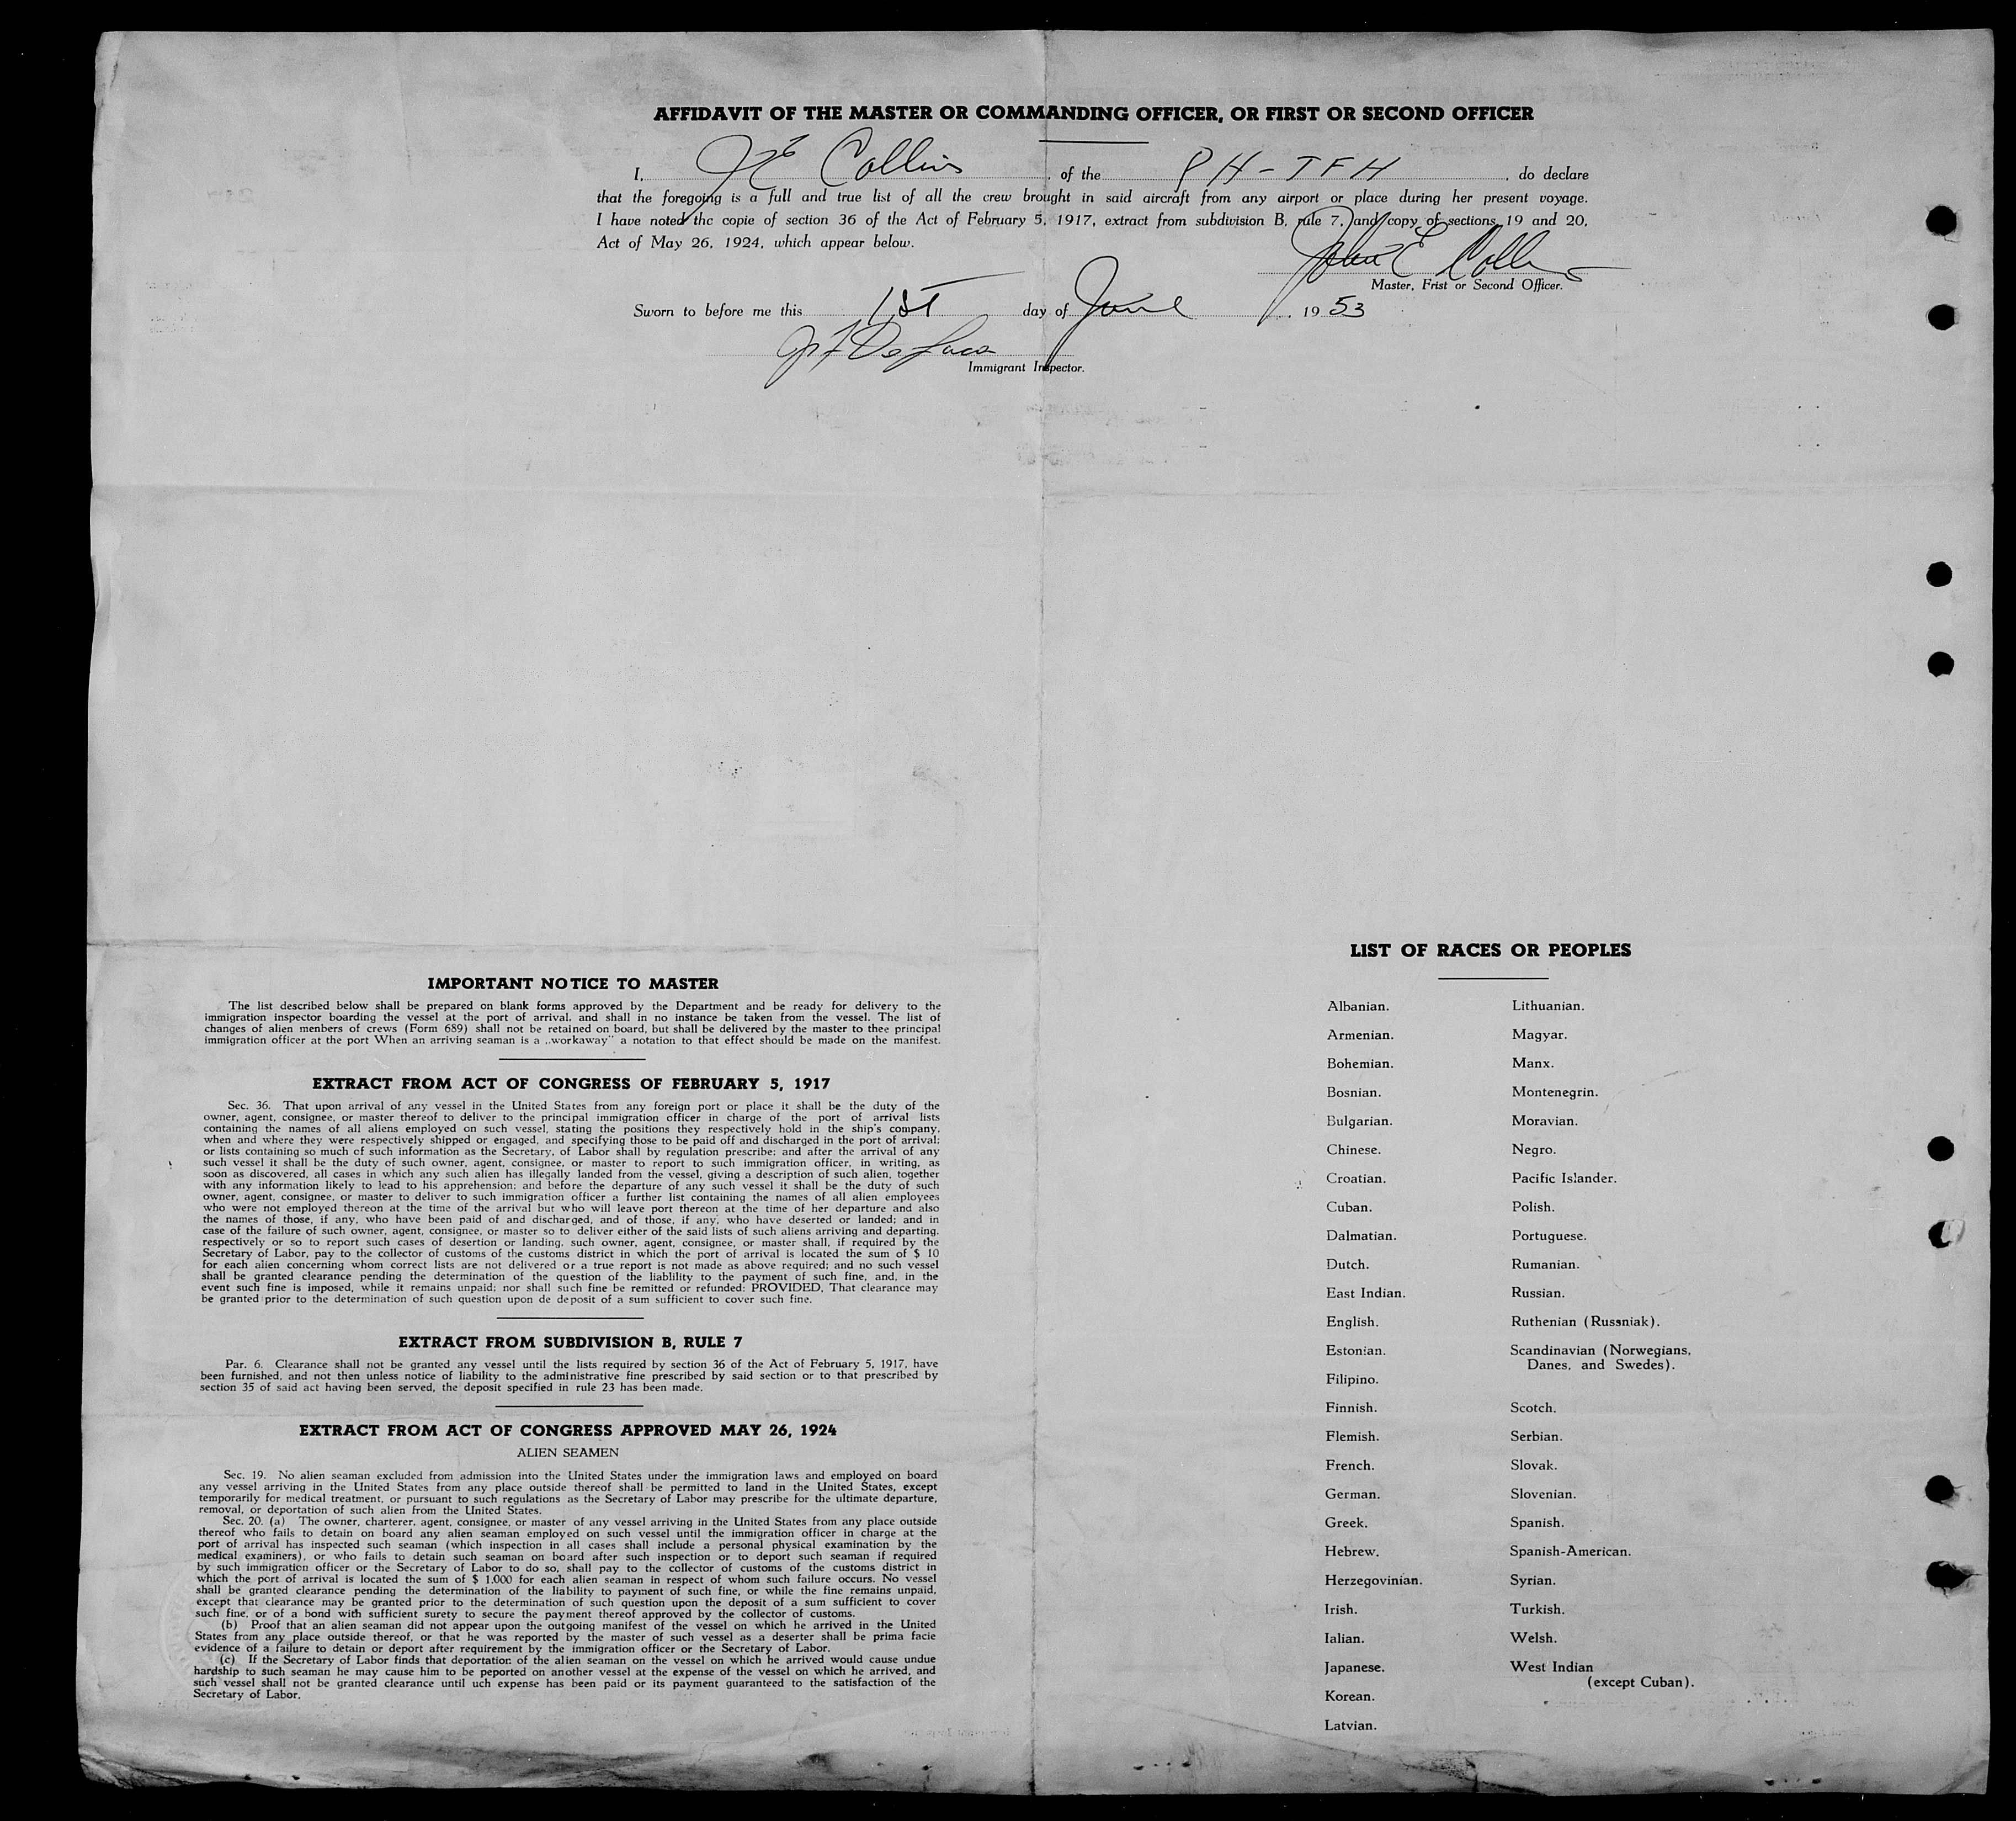 AFFIDAVIT OF THE MASTER OR COMMANDING OFFICER, OR FIRST OR SECOND OFFICER
I, JE Collins, of the PH-TFH, do declare
that the foregoing is a full and true list of all the crew brought in said aircraft from any airport or place during her present voyage.
I have noted thc copie of section 36 of the Act of February 5, 1917, extract from subdivision B, rule 7, and copy of sections 19 and 20,
Act of May 26, 1924, which appear below.
John E Collins
Master, Frist or Second Officer.
Sworn to before me this 1st day of June, 1953
Immigrant Inspector.
IMPORTANT NOTICE TO MASTER
The list described below shall be prepared on blank forms approved by the Department and be ready for delivery to the
immigration inspector boarding the vessel at the port of arrival, and shall in no instance be taken from the vessel. The list of
changes of alien menbers of crews (Form 689) shall not be retained on board, but shall be delivered by the master to thee principal
immigration officer at the port When an arriving seaman is a ,,workaway" a notation to that effect should be made on the manifest.
EXTRACT FROM ACT OF CONGRESS OF FEBRUARY 5, 1917
Sec. 36. That upon arrival of any vessel in the United States from any foreign port or place it shall be the duty of the
owner, agent, consignee, or master thereof to deliver to the principal immigration officer in charge of the port of arrival lists
containing the names of all aliens employed on such vessel, stating the positions they respectively hold in the ship's company,
when and where they were respectively shipped or engaged, and specifying those to be paid off and discharged in the port of arrival;
or lists containing so much of such information as the Secretary, of Labor shall by regulation prescribe; and after the arrival of any
such vessel it shall be the duty of such owner, agent, consignee, or master to report to such immigration officer, in writing, as
soon as discovered, all cases in which any such alien has illegally landed from the vessel, giving a description of such alien, together
with any information likely to lead to his apprehension; and before the departure of any such vessel it shall be the duty of such
owner, agent, consignee, or master to deliver to such immigration officer a further list containing the names of all alien employees
who were not employed thereon at the time of the arrival but who will leave port thereon at the time of her departure and also
the names of those, if any, who have been paid of and discharged, and of those, if any, who have deserted or landed; and in
case of the failure of such owner, agent, consignee, or master so to deliver either of the said lists of such aliens arriving and departing,
respectively or so to report such cases of desertion or landing, such owner, agent, consignee, or master shall, if required by the
Secretary of Labor, pay to the collector of customs of the customs district in which the port of arrival is located the sum of $ 10
for each alien concerning whom correct lists are not delivered or a true report is not made as above required; and no such vessel
shall be granted clearance pending the determination of the question of the liablility to the payment of such fine, and, in the
event such fine is imposed, while it remains unpaid; nor shall such fine be remitted or refunded: PROVIDED, That clearance may
be granted prior to the determination of such question upon de deposit of a sum sufficient to cover such fine.
EXTRACT FROM SUBDIVISION B, RULE 7
Par. 6. Clearance shall not be granted any vessel until the lists required by section 36 of the Act of February 5, 1917, have
been furnished, and not then unless notice of liability to the administrative fine prescribed by said section or to that prescribed by
section 35 of said act having been served, the deposit specified in rule 23 has been made.
EXTRACT FROM ACT OF CONGRESS APPROVED MAY 26, 1924
ALIEN SEAMEN
Sec. 19. No alien seaman excluded from admission into the United States under the immigration laws and employed on board
any vessel arriving in the United States from any place outside thereof shall be permitted to land in the United States, except
temporarily for medical treatment, or pursuant to such regulations as the Secretary of Labor may prescribe for the ultimate departure,
removal, or deportation of such alien from the United States.
Sec. 20. (a) The owner, charterer, agent, consignee, or master of any vessel arriving in the United States from any place outside
thereof who fails to detain on board any alien seaman employed on such vessel until the immigration officer in charge at the
port of arrival has inspected such seaman (which inspection in all cases shall include a personal physical examination by the
medical examiners), or who fails to detain such seaman on board after such inspection or to deport such seaman if required
by such immigration officer or the Secretary of Labor to do so, shall pay to the collector of customs of the customs district in
which the port of arrival is located the sum of $ 1,000 for each alien seaman in respect of whom such failure occurs. No vessel
shall be granted clearance pending the determination of the liability to payment of such fine, or while the fine remains unpaid,
except that clearance may be granted prior to the determination of such question upon the deposit of a sum sufficient to cover
such fine, or of a bond with sufficient surety to secure the payment thereof approved by the collector of customs.
(b) Proof that an alien seaman did not appear upon the outgoing manifest of the vessel on which he arrived in the United
States from any place outside thereof, or that he was reported by the master of such vessel as a deserter shall be prima facie
evidence of a failure to detain or deport after requirement by the immigration officer or the Secretary of Labor.
(c) If the Secretary of Labor finds that deportation of the alien seaman on the vessel on which he arrived would cause undue
hardship to such seaman he may cause him to be peported on another vessel at the expense of the vessel on which he arrived, and
such vessel shall not be granted clearance until uch expense has been paid or its payment guaranteed to the satisfaction of the
Secretary of Labor.
LIST OF RACES OR PEOPLES
Albanian.
Armenian.
Bohemian.
Bosnian.
Bulgarian.
Chinese.
Croatian.
Cuban.
Dalmatian.
Dutch.
East Indian.
English.
Estonian.
Filipino.
Finnish.
Flemish.
French.
German.
Greek.
Hebrew.
Herzegovinian.
Irish.
Ialian.
Japanese.
Korean.
Latvian.
Lithuanian.
Magyar.
Manx.
Montenegrin.
Moravian.
Negro.
Pacific Islander.
Polish.
Portuguese.
Rumanian.
Russian.
Ruthenian (Russniak).
Scandinavian (Norwegians,
Danes, and Swedes).
Scotch.
Serbian.
Slovak.
Slovenian.
Spanish.
Spanish-American.
Syrian.
Turkish.
Welsh.
West Indian
(except Cuban).